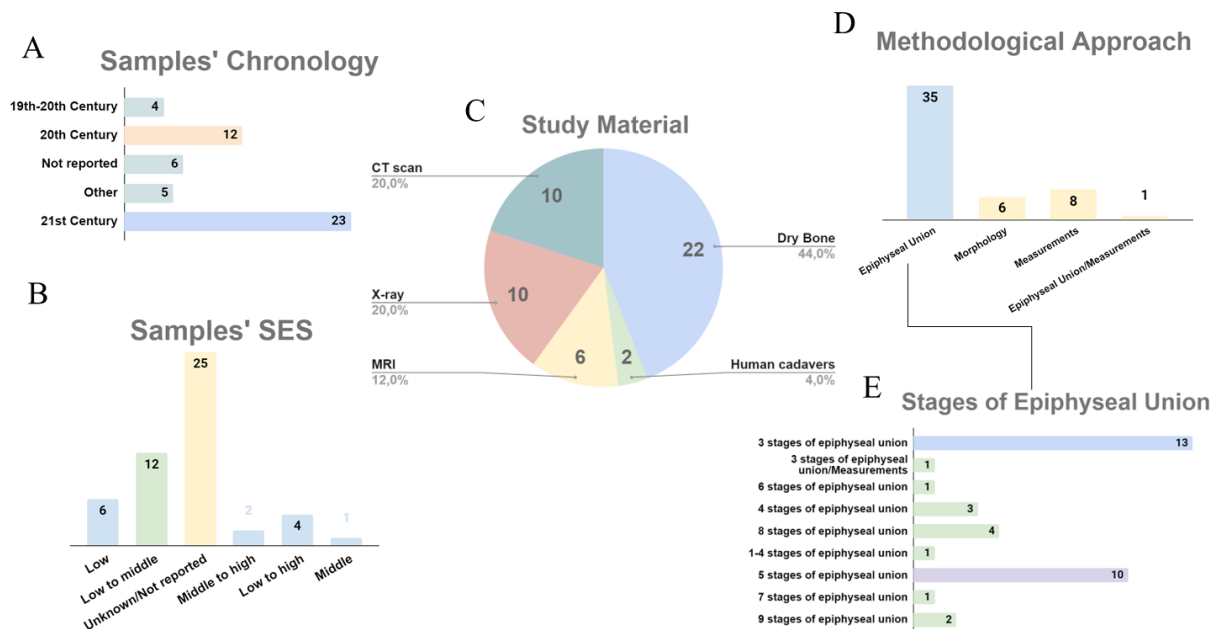 A
Samples' Chronology
19th-20th Century
4
20th Century
12
Not reported
6
Other
5
21st Century
23
B
Samples' SES
6
12
25
2
4
1
Low
Low to middle
Unknown/Not reported
Middle to high
Low to high
Middle
C
Study Material
CT scan
20,0%
10
X-ray
20,0%
10
MRI
12,0%
6
2
Human cadavers
4,0%
22
Dry Bone
44,0%
D
Methodological Approach
35
6
8
1
Epiphyseal Union
Morphology
Measurements
Epiphyseal Union/Measurements
E
Stages of Epiphyseal Union
3 stages of epiphyseal union
13
3 stages of epiphyseal
union/Measurements
1
6 stages of epiphyseal union
1
4 stages of epiphyseal union
3
8 stages of epiphyseal union
4
1-4 stages of epiphyseal union
1
5 stages of epiphyseal union
10
7 stages of epiphyseal union
1
9 stages of epiphyseal union
2